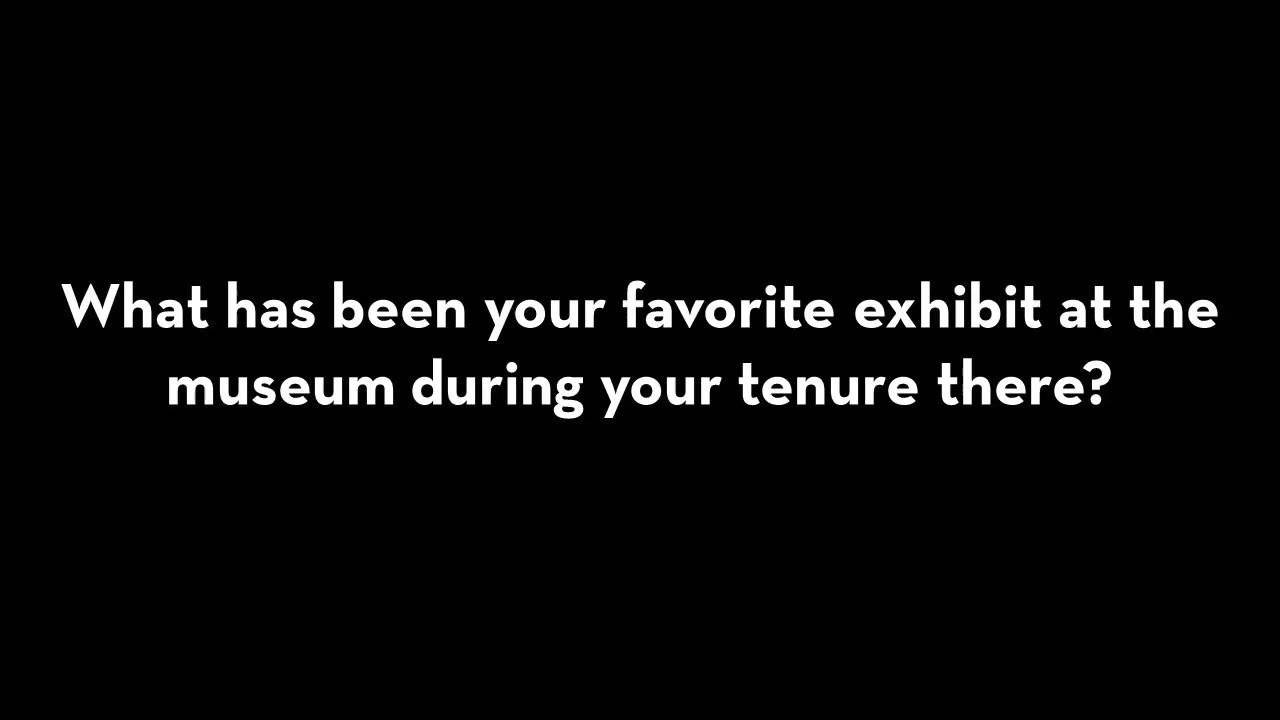 What has been your favorite exhibit at the
museum during your tenure there?